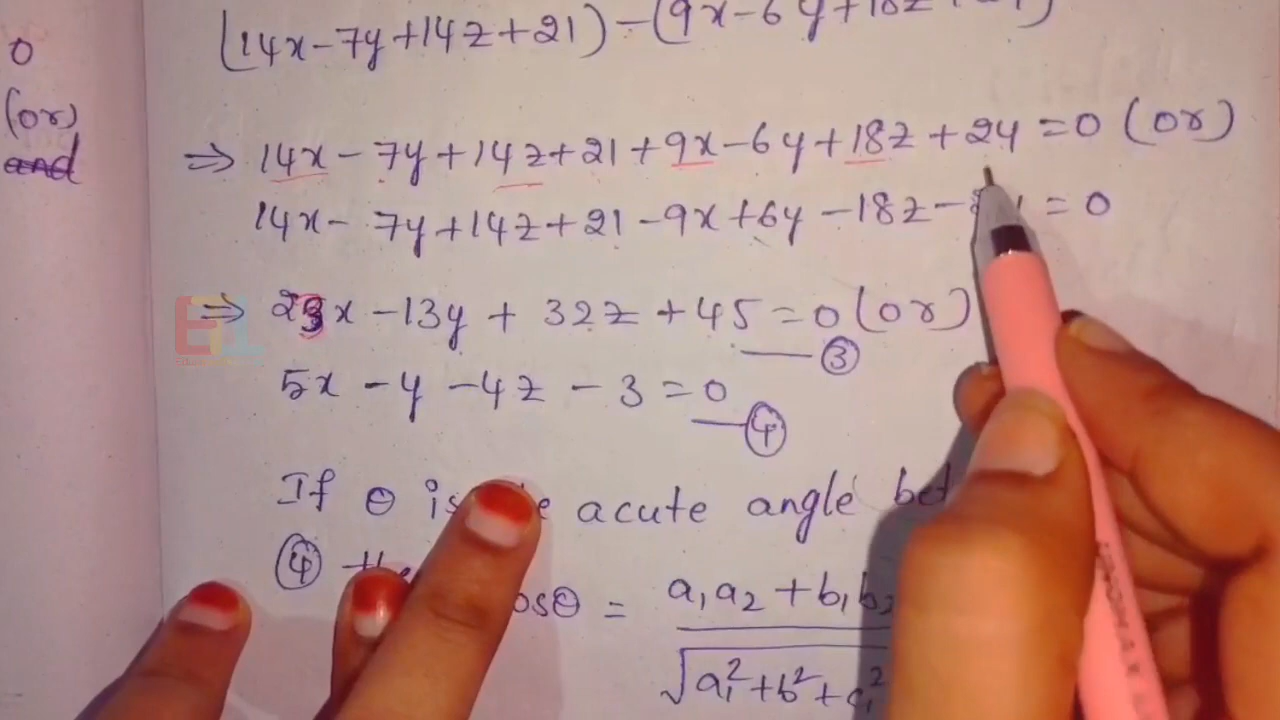 0
(or)
and
(14x-7y+14z+21)-(9x-6y+18z
⇒ 14x-7y+14z+21+9x-6y+18z+24=0 (or)
14x-7y+14z+21-9x+6y-18z- =0
⇒ 23x-13y+32z+45=0 (or)
③
5x-y-4z-3=0
④
If θ is acute angle
④
cosθ = a₁a₂+b₁b₂
√a₁²+b²+c₁²